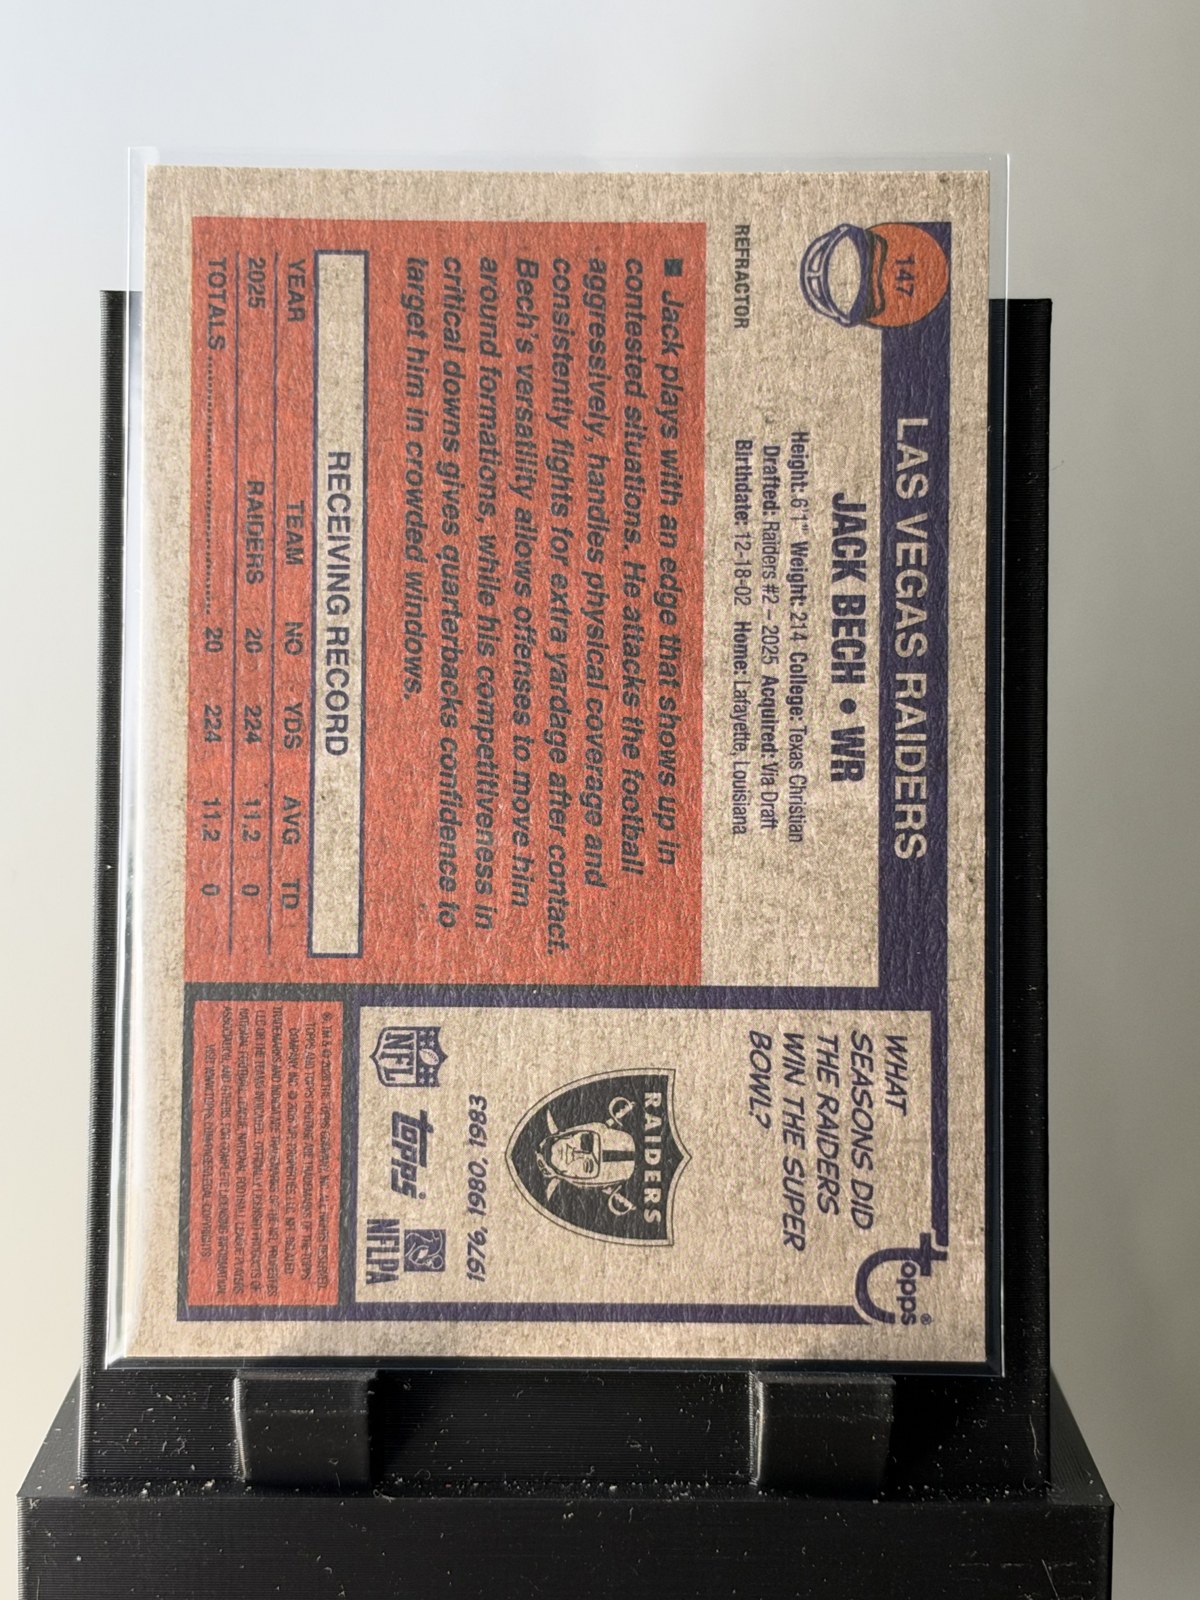 147
LAS VEGAS RAIDERS
JACK BECH • WR
Height: 6'1" Weight: 214 College: Texas Christian
Drafted: Raiders #2 – 2025 Acquired: Via Draft
Birthdate: 12-18-02 Home: Lafayette, Louisiana
REFRACTOR
■ Jack plays with an edge that shows up in
contested situations. He attacks the football
aggressively, handles physical coverage and
consistently fights for extra yardage after contact.
Bech's versatility allows offenses to move him
around formations, while his competitiveness in
critical downs gives quarterbacks confidence to
target him in crowded windows.
RECEIVING RECORD
YEAR TEAM NO YDS AVG TD
2025 RAIDERS 20 224 11.2 0
TOTALS 20 224 11.2 0
topps®
WHAT
SEASONS DID
THE RAIDERS
WIN THE SUPER
BOWL?
RAIDERS
1976, 1980, 1983
NFL topps NFLPA